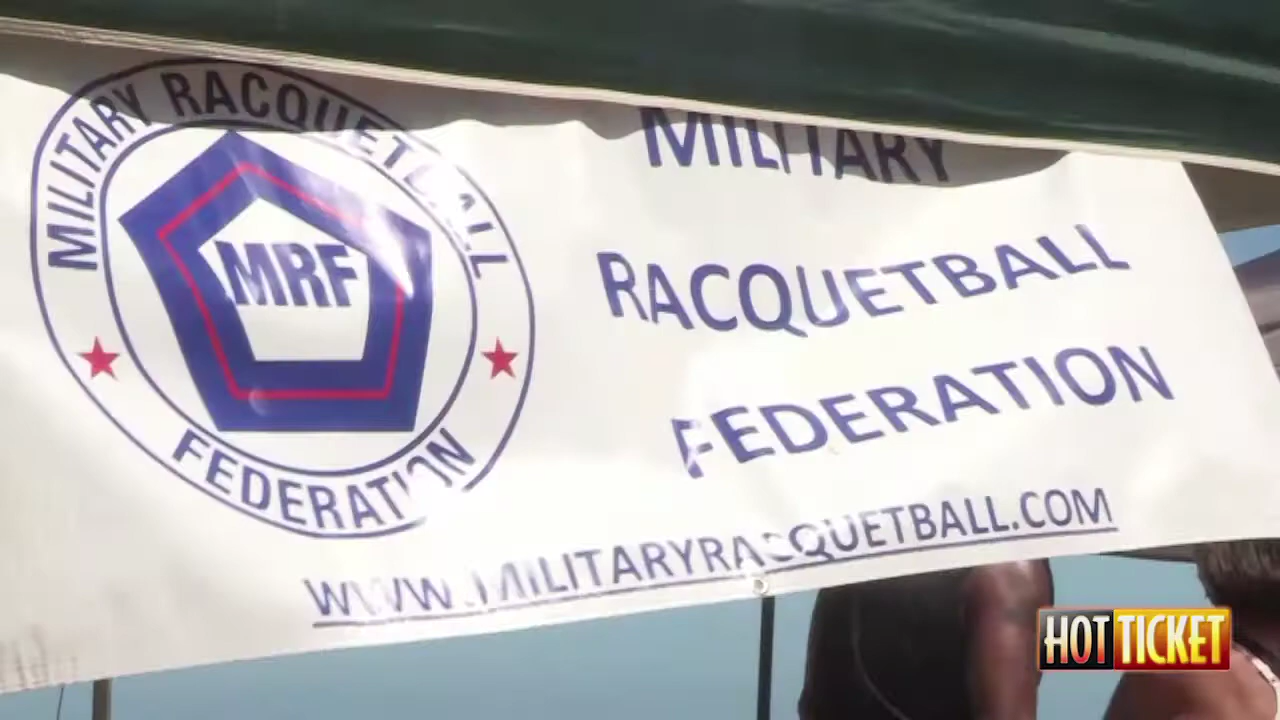 MILITARY RACQUETBALL
MRF
FEDERATION
MILITARY
RACQUETBALL
FEDERATION
WWW.MILITARYRACQUETBALL.COM
HOT TICKET